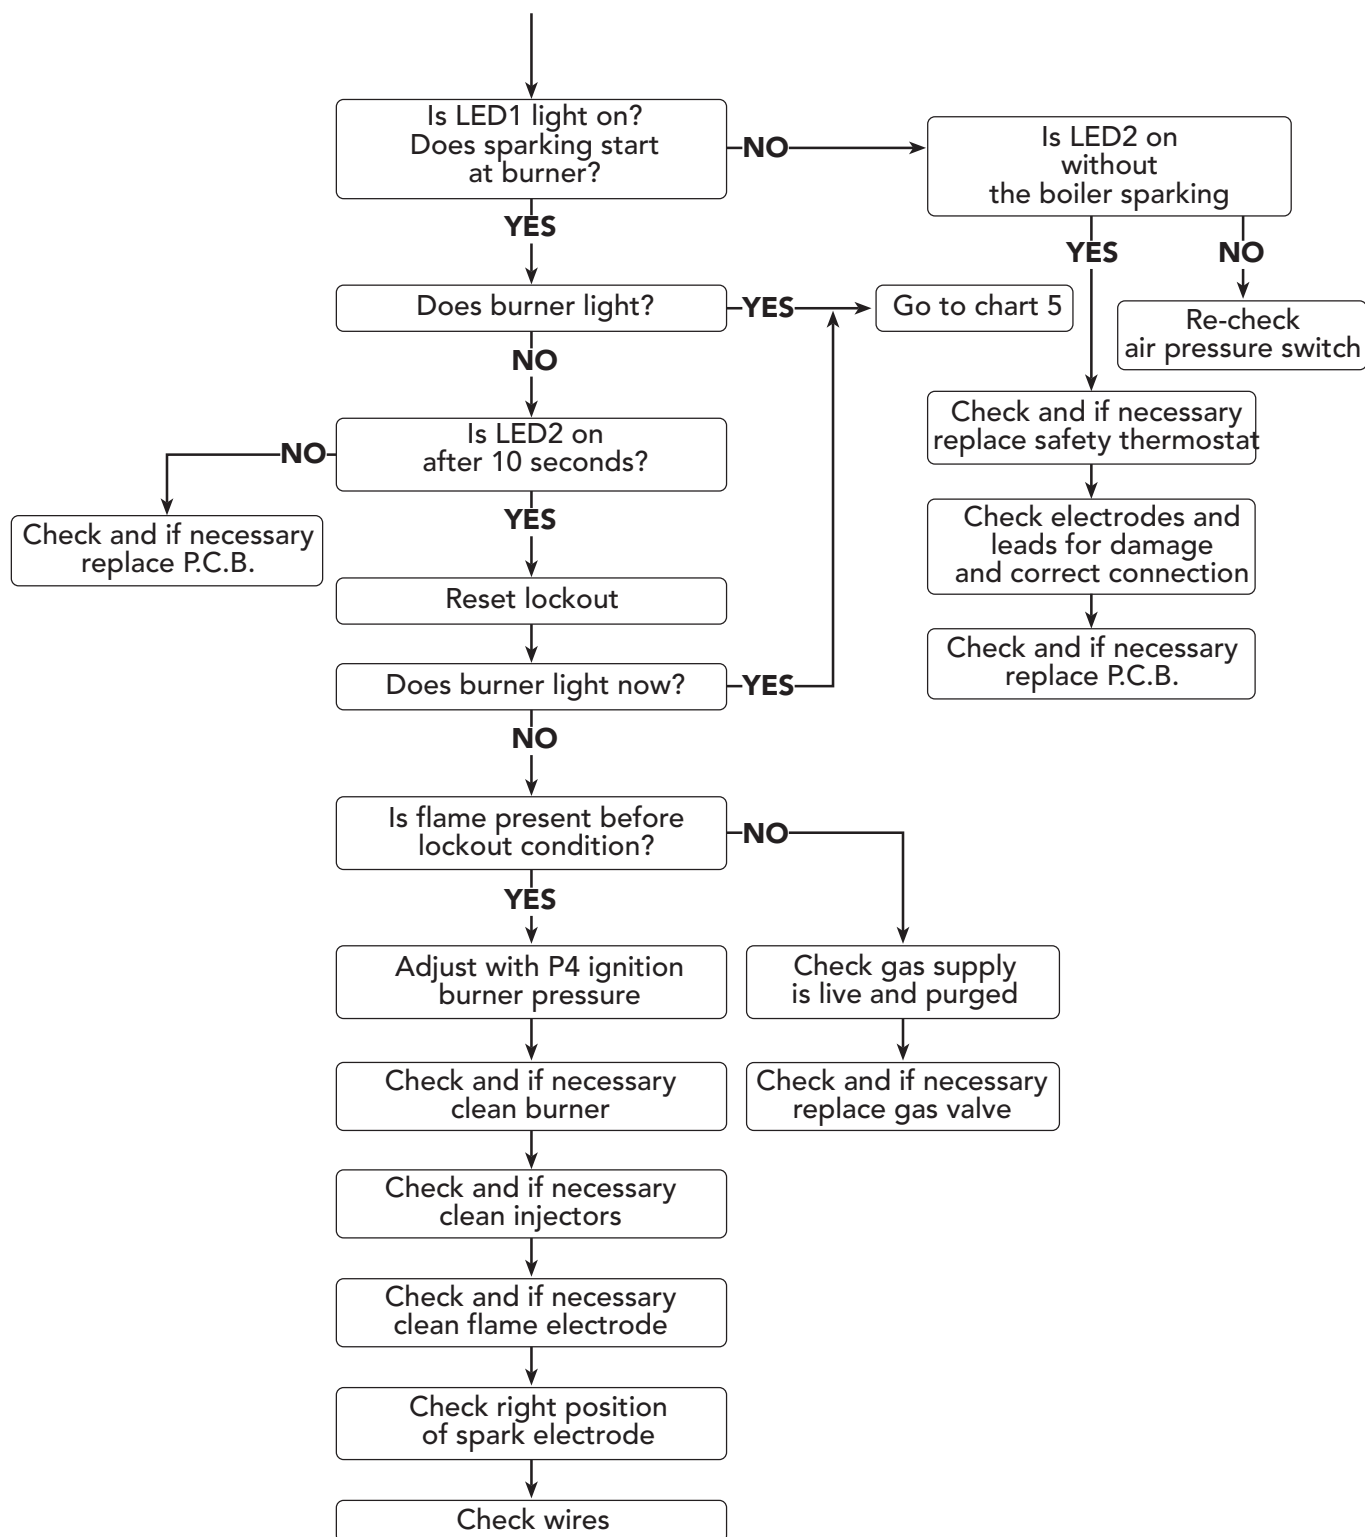 Is LED1 light on?
Does sparking start
at burner?
NO
Is LED2 on
without
the boiler sparking
YES
YES
NO
Does burner light?
YES
Go to chart 5
Re-check
air pressure switch
NO
Check and if necessary
replace safety thermostat
Is LED2 on
after 10 seconds?
NO
Check and if necessary
replace P.C.B.
YES
Check electrodes and
leads for damage
and correct connection
Reset lockout
Check and if necessary
replace P.C.B.
Does burner light now?
YES
NO
Is flame present before
lockout condition?
NO
YES
Adjust with P4 ignition
burner pressure
Check gas supply
is live and purged
Check and if necessary
clean burner
Check and if necessary
replace gas valve
Check and if necessary
clean injectors
Check and if necessary
clean flame electrode
Check right position
of spark electrode
Check wires